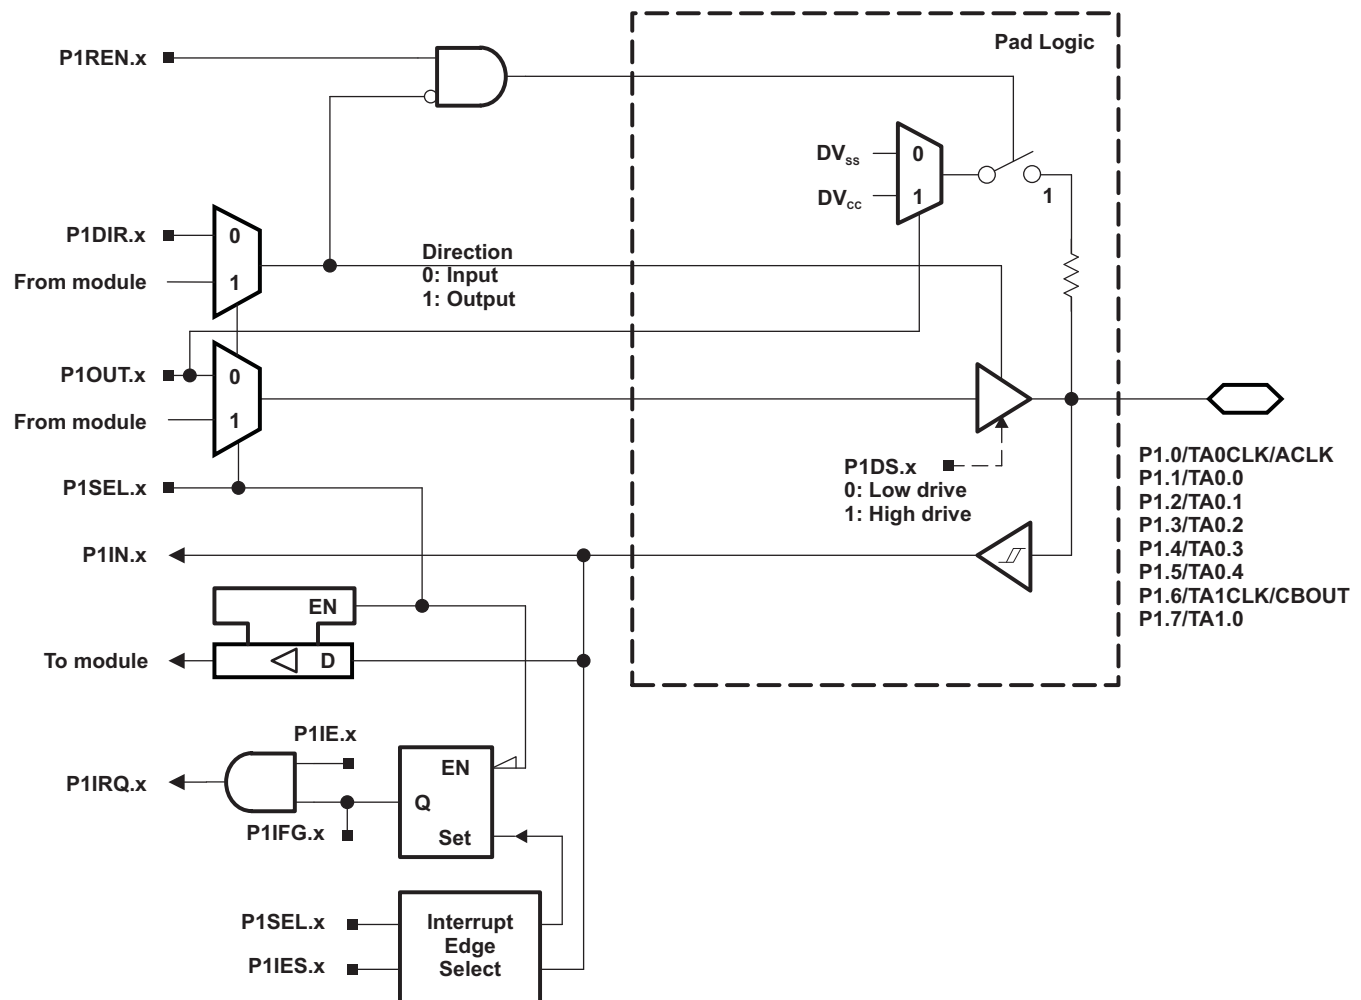 Pad Logic
P1REN.x
DVSS
0
DVCC
1
1
P1DIR.x
0
From module
1
Direction
0: Input
1: Output
P1OUT.x
0
From module
1
P1SEL.x
P1DS.x
0: Low drive
1: High drive
P1.0/TA0CLK/ACLK
P1.1/TA0.0
P1.2/TA0.1
P1.3/TA0.2
P1.4/TA0.3
P1.5/TA0.4
P1.6/TA1CLK/CBOUT
P1.7/TA1.0
P1IN.x
EN
To module
D
P1IE.x
P1IRQ.x
EN
Q
P1IFG.x
Set
P1SEL.x
P1IES.x
Interrupt
Edge
Select